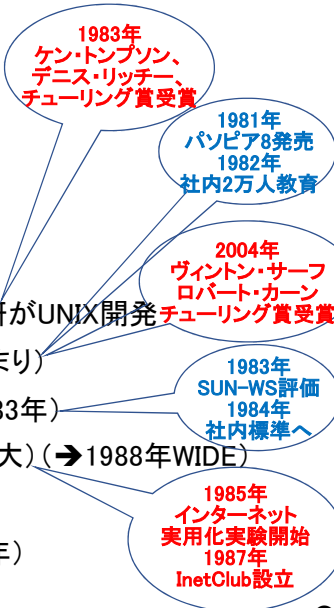 1983年
ケン・トンプソン、
デニス・リッチー、
チューリング賞受賞
1981年
パソピア8発売
1982年
社内2万人教育
2004年
ヴィントン・サーフ
ロバート・カーン
チューリング賞受賞
研がUNIX開発
まり)
83年)
1983年
SUN-WS評価
1984年
社内標準へ
大)(➔1988年WIDE)
1985年
インターネット
実用化実験開始
1987年
InetClub設立
年)